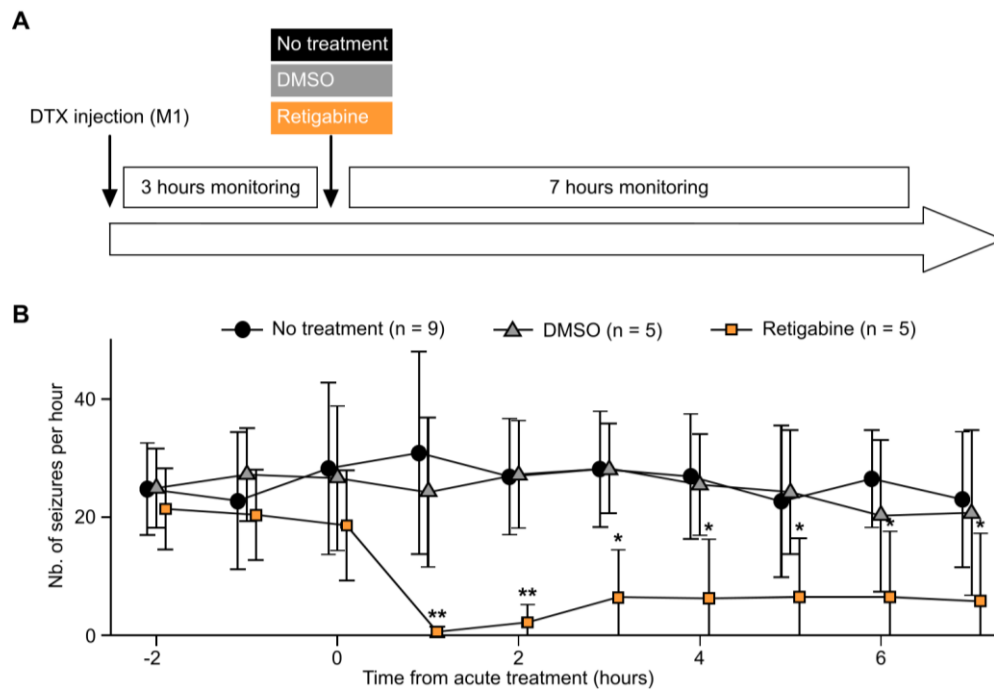 A
No treatment
DMSO
Retigabine
DTX injection (M1)
3 hours monitoring
7 hours monitoring
B
No treatment (n = 9)
DMSO (n = 5)
Retigabine (n = 5)
Nb. of seizures per hour
40
20
0
** ** * * * * *
-2 0 2 4 6
Time from acute treatment (hours)